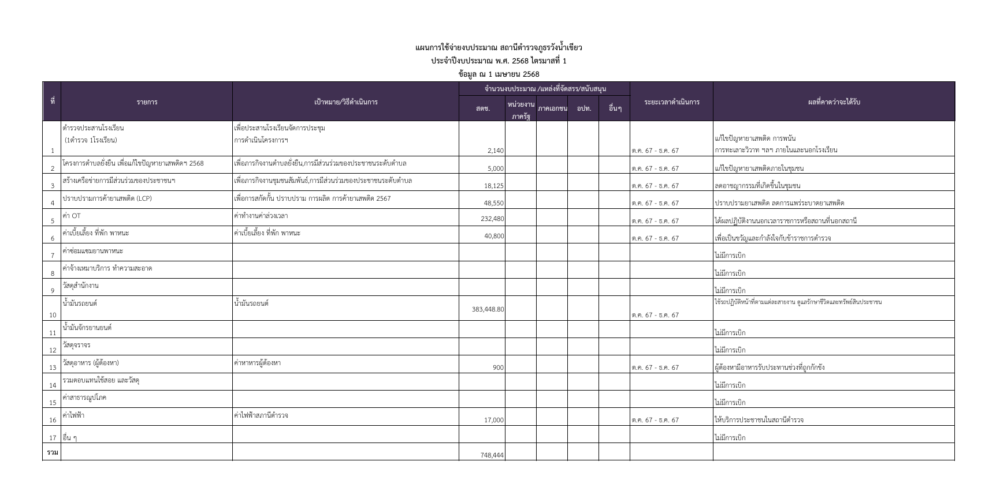 แผนการใช้จ่ายงบประมาณ สถานีตำรวจภูธรวังน้ำเขียว
ประจำปีงบประมาณ พ.ศ. 2568 ไตรมาสที่ 1
ข้อมูล ณ 1 เมษายน 2568
ที่ รายการ เป้าหมาย/วิธีดำเนินการ จำนวนงบประมาณ /แหล่งที่จัดสรร/สนับสนุน ระยะเวลาดำเนินการ ผลที่คาดว่าจะได้รับ
สตช. หน่วยงาน ภาคเอกชน อปท. อื่นๆ
ภาครัฐ
ตำรวจประสานโรงเรียน เพื่อประสานโรงเรียนจัดการประชุม
(1ตำรวจ 1โรงเรียน) การดำเนินโครงการฯ แก้ไขปัญหายาเสพติด การพนัน
1 2,140 ต.ค. 67 - ธ.ค. 67 การทะเลาะวิวาท ฯลฯ ภายในและนอกโรงเรียน
2 โครงการตำบลยั่งยืน เพื่อแก้ไขปัญหายาเสพติดฯ 2568 เพื่อภารกิจงานตำบลยั่งยืน,การมีส่วนร่วมของประชาชนระดับตำบล 5,000 ต.ค. 67 - ธ.ค. 67 แก้ไขปัญหายาเสพติดภายในชุมชน
3 สร้างเครือข่ายการมีส่วนร่วมของประชาชนฯ เพื่อภารกิจงานชุมชนสัมพันธ์,การมีส่วนร่วมของประชาชนระดับตำบล 18,125 ต.ค. 67 - ธ.ค. 67 ลดอาชญากรรมที่เกิดขึ้นในชุมชน
4 ปราบปรามการค้ายาเสพติด (LCP) เพื่อการสกัดกั้น ปราบปราม การผลิต การค้ายาเสพติด 2567 48,550 ต.ค. 67 - ธ.ค. 67 ปราบปรามยาเสพติด ลดการแพร่ระบาดยาเสพติด
5 ค่า OT ค่าทำงานค่าล่วงเวลา 232,480 ต.ค. 67 - ธ.ค. 67 ได้ผลปฏิบัติงานนอกเวลาราชการหรือสถานที่นอกสถานี
6 ค่าเบี้ยเลี้ยง ที่พัก พาหนะ ค่าเบี้ยเลี้ยง ที่พัก พาหนะ 40,800 ต.ค. 67 - ธ.ค. 67 เพื่อเป็นขวัญและกำลังใจกับข้าราชการตำรวจ
7 ค่าซ่อมแซมยานพาหนะ ไม่มีการเบิก
8 ค่าจ้างเหมาบริการ ทำความสะอาด ไม่มีการเบิก
9 วัสดุสำนักงาน ไม่มีการเบิก
10 น้ำมันรถยนต์ น้ำมันรถยนต์ 383,448.80 ต.ค. 67 - ธ.ค. 67 ใช้รถปฏิบัติหน้าที่ตามแต่ละสายงาน ดูแลรักษาชีวิตและทรัพย์สินประชาชน
11 น้ำมันจักรยานยนต์ ไม่มีการเบิก
12 วัสดุจราจร ไม่มีการเบิก
13 วัสดุอาหาร (ผู้ต้องหา) ค่าหาหารผู้ต้องหา 900 ต.ค. 67 - ธ.ค. 67 ผู้ต้องหามีอาหารรับประทานช่วงที่ถูกกักขัง
14 รวมตอบแทนใช้สอย และวัสดุ ไม่มีการเบิก
15 ค่าสาธารณูปโภค ไม่มีการเบิก
16 ค่าไฟฟ้า ค่าไฟฟ้าสภานีตำรวจ 17,000 ต.ค. 67 - ธ.ค. 67 ให้บริการประชาชนในสถานีตำรวจ
17 อื่น ๆ ไม่มีการเบิก
รวม 748,444